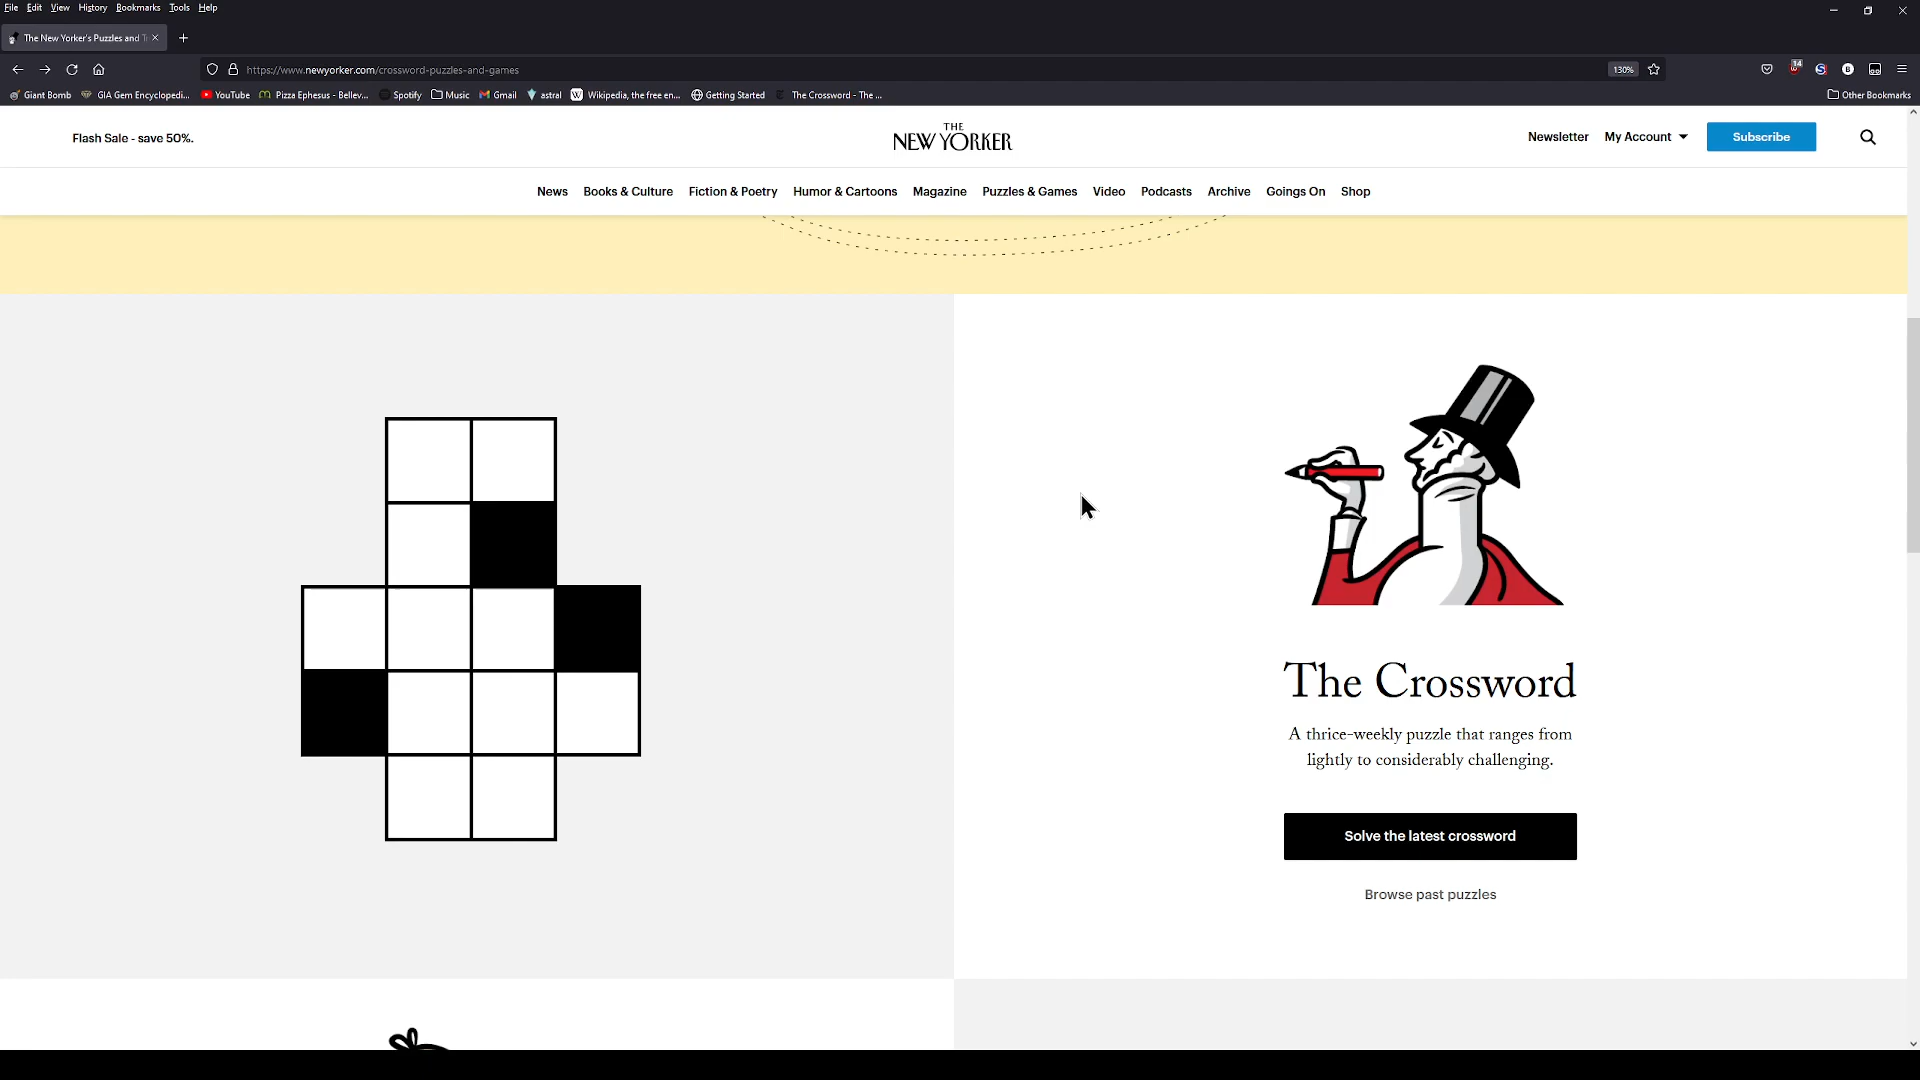 File Edit View History Bookmarks Tools Help
The New Yorker's Puzzles and
https://www.newyorker.com/crossword-puzzles-and-games
130%
14
Giant Bomb GIA Gem Encyclopedi... YouTube Pizza Ephesus - Bellev... Spotify Music Gmail astral Wikipedia, the free en... Getting Started The Crossword - The ... Other Bookmarks
Flash Sale - save 50%.
THE
NEW YORKER
Newsletter My Account Subscribe
News Books & Culture Fiction & Poetry Humor & Cartoons Magazine Puzzles & Games Video Podcasts Archive Goings On Shop
The Crossword
A thrice-weekly puzzle that ranges from
lightly to considerably challenging.
Solve the latest crossword
Browse past puzzles